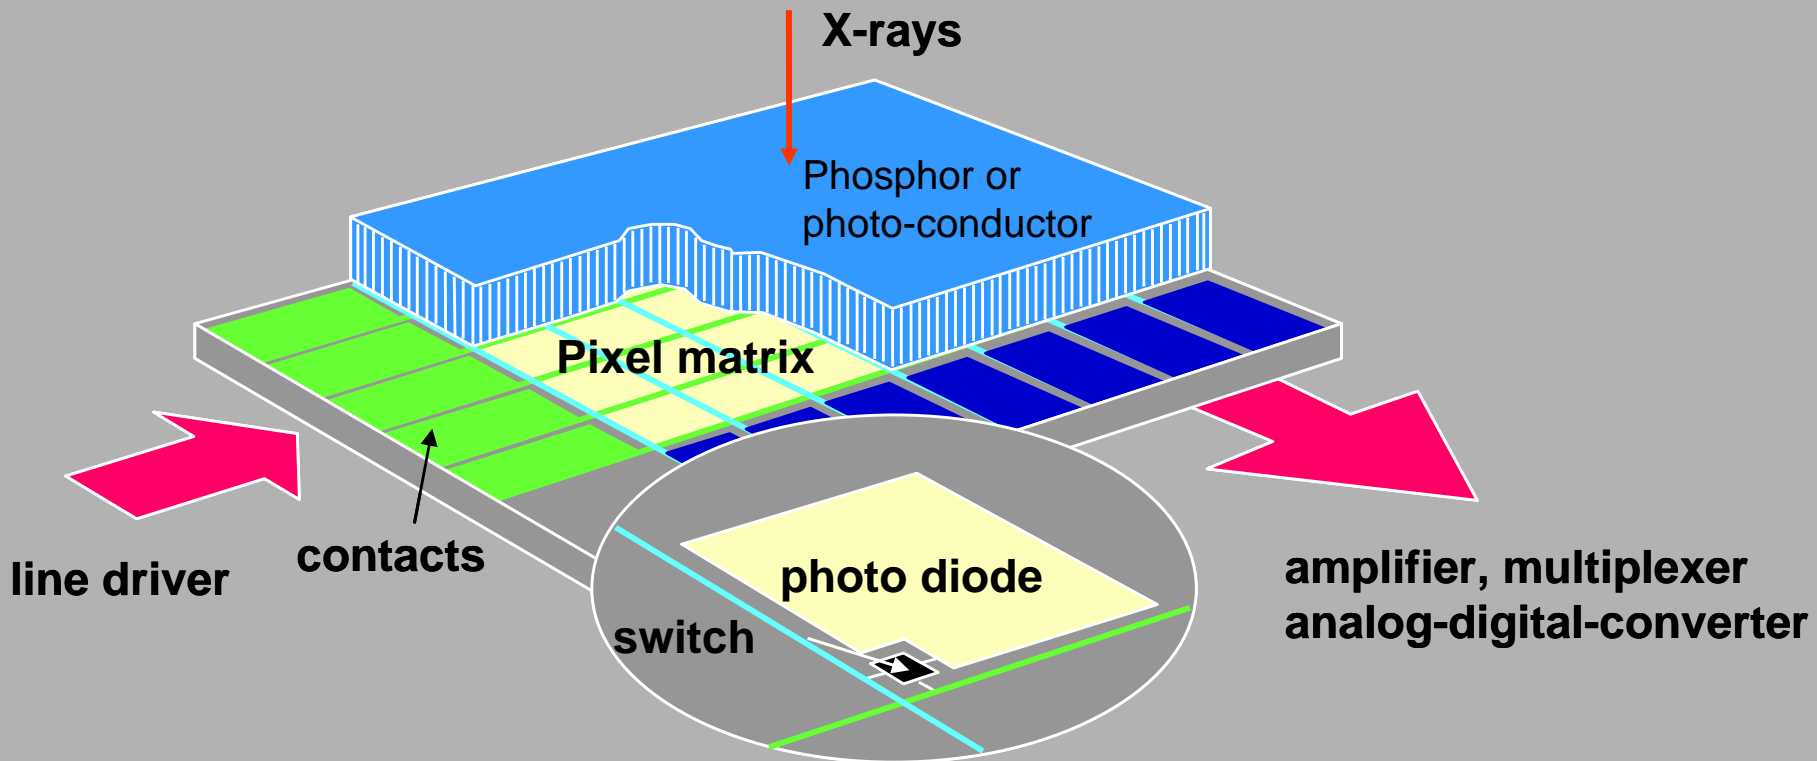 X-rays
Phosphor or
photo-conductor
Pixel matrix
contacts
line driver
photo diode
switch
amplifier, multiplexer
analog-digital-converter